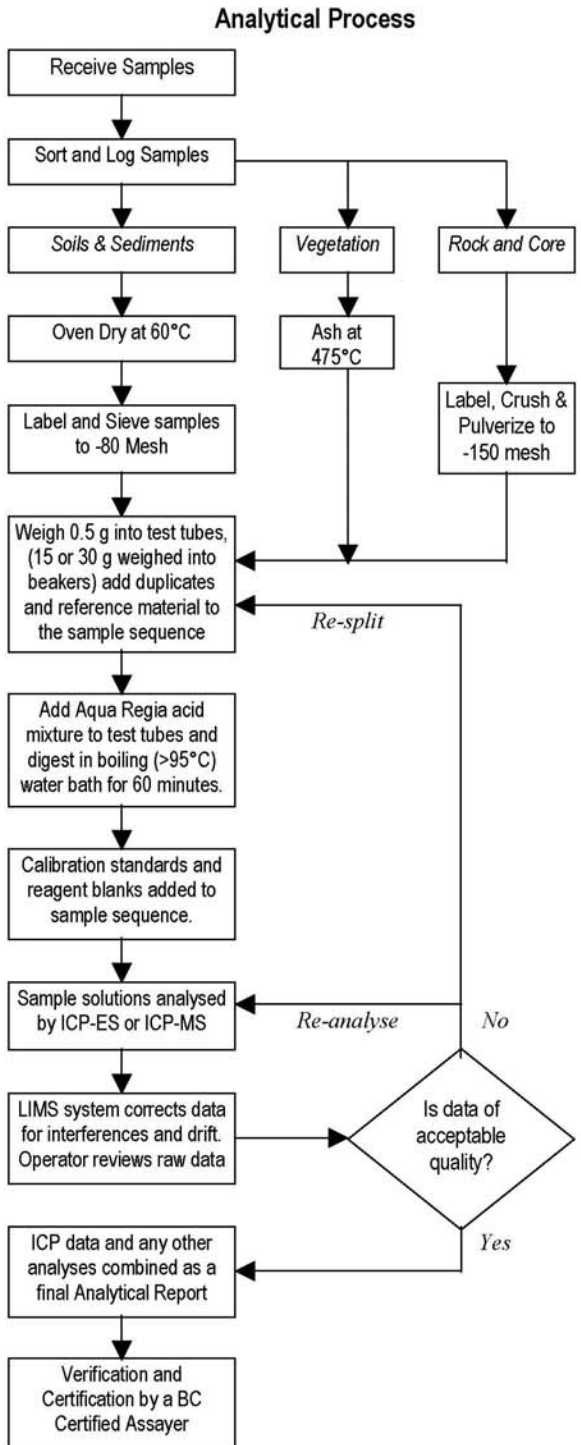 Analytical Process
Receive Samples
Sort and Log Samples
Soils & Sediments
Vegetation
Rock and Core
Oven Dry at 60°C
Ash at
475°C
Label and Sieve samples
to -80 Mesh
Label, Crush &
Pulverize to
-150 mesh
Weigh 0.5 g into test tubes,
(15 or 30 g weighed into
beakers) add duplicates
and reference material to
the sample sequence
Re-split
Add Aqua Regia acid
mixture to test tubes and
digest in boiling (>95°C)
water bath for 60 minutes.
Calibration standards and
reagent blanks added to
sample sequence.
Sample solutions analysed
by ICP-ES or ICP-MS
Re-analyse
No
LIMS system corrects data
for interferences and drift.
Operator reviews raw data
Is data of
acceptable
quality?
Yes
ICP data and any other
analyses combined as a
final Analytical Report
Verification and
Certification by a BC
Certified Assayer